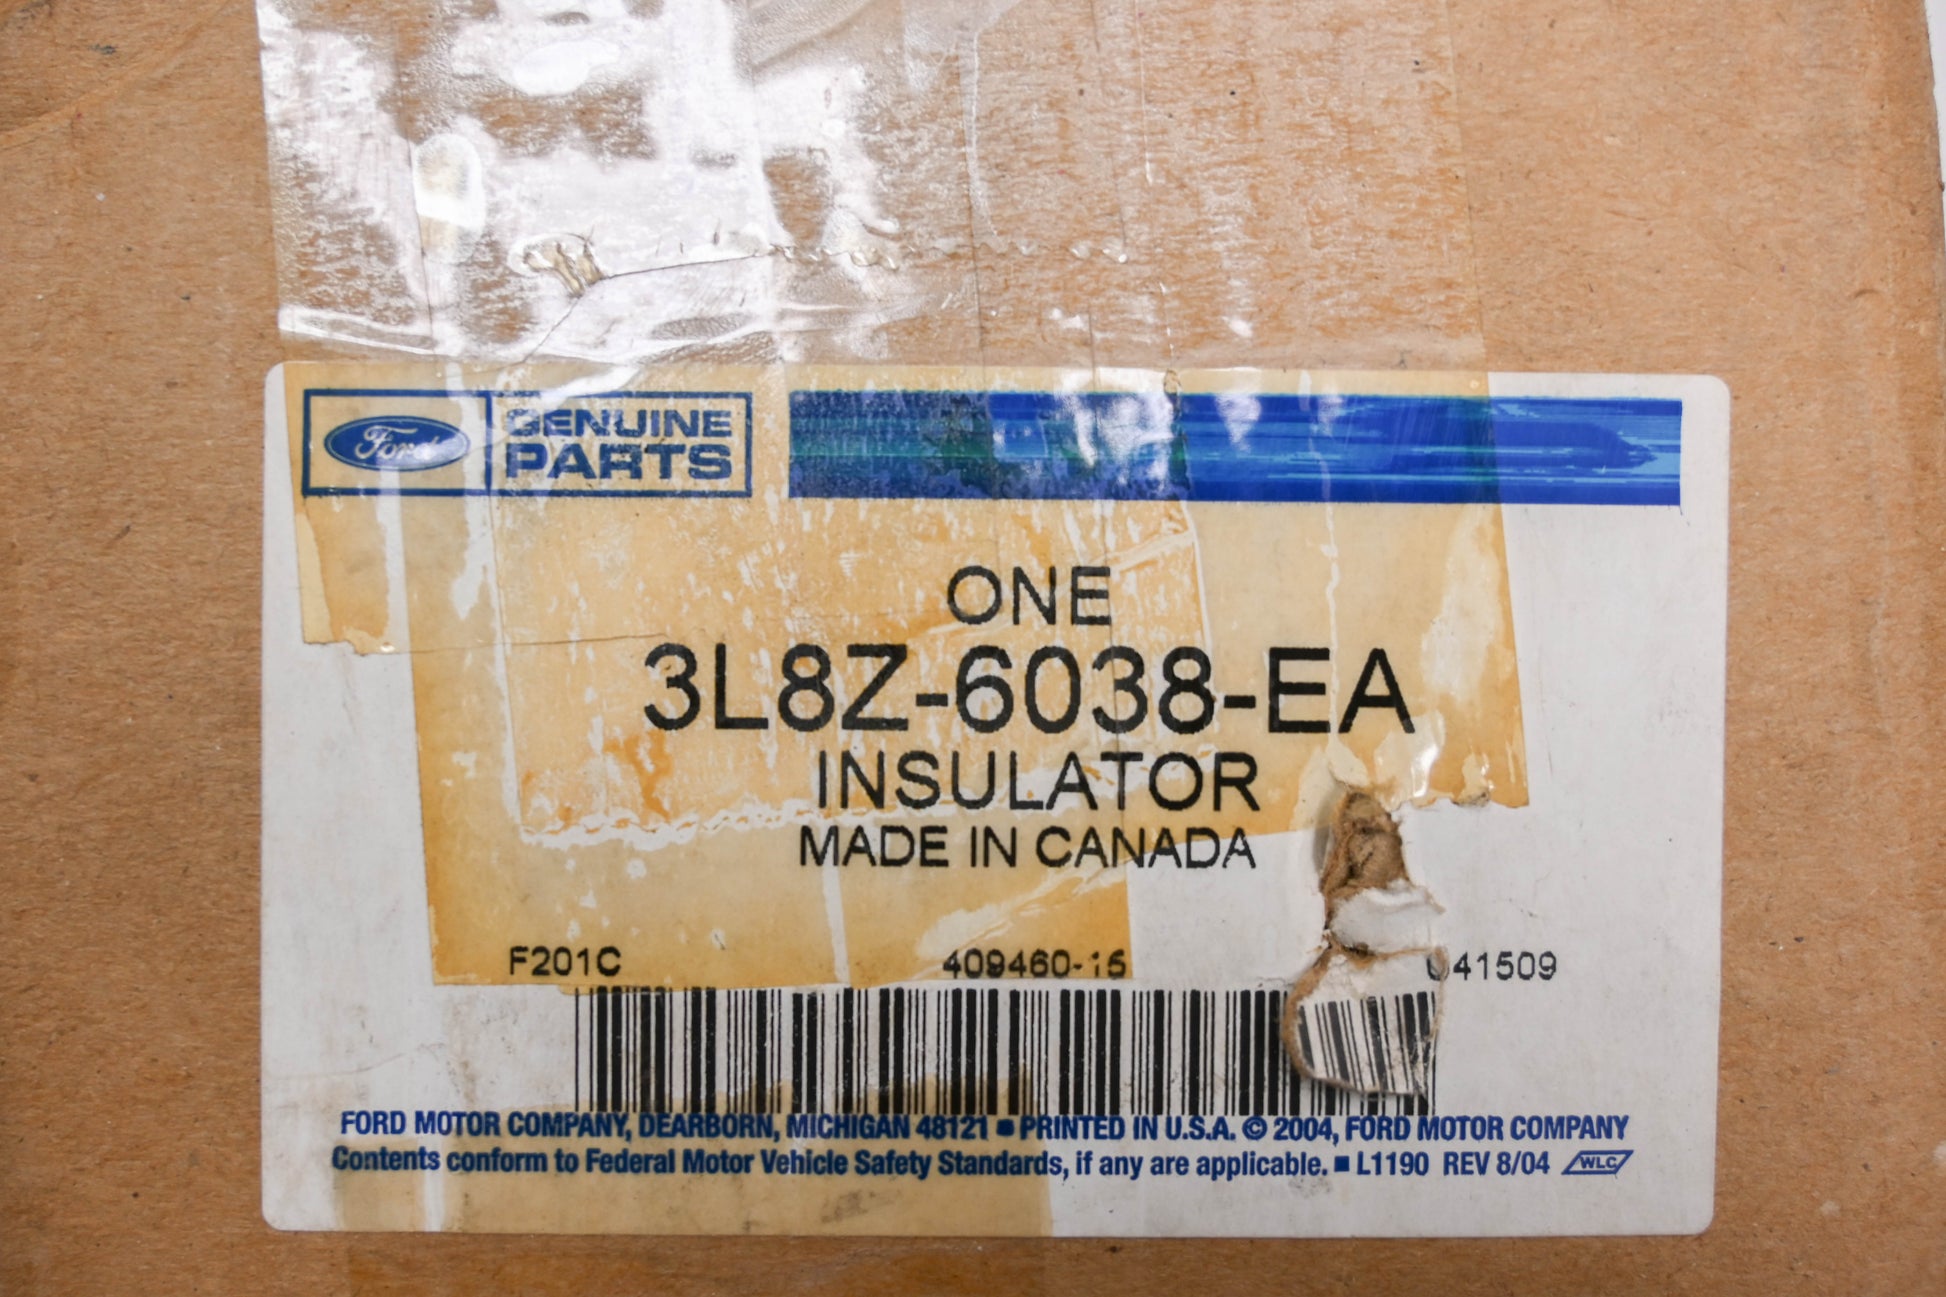 Ford GENUINE
PARTS
ONE
3L8Z-6038-EA
INSULATOR
MADE IN CANADA
F201C 409460-15 041509
FORD MOTOR COMPANY, DEARBORN, MICHIGAN 48121 ■ PRINTED IN U.S.A. © 2004, FORD MOTOR COMPANY
Contents conform to Federal Motor Vehicle Safety Standards, if any are applicable. ■ L1190 REV 8/04 WLC